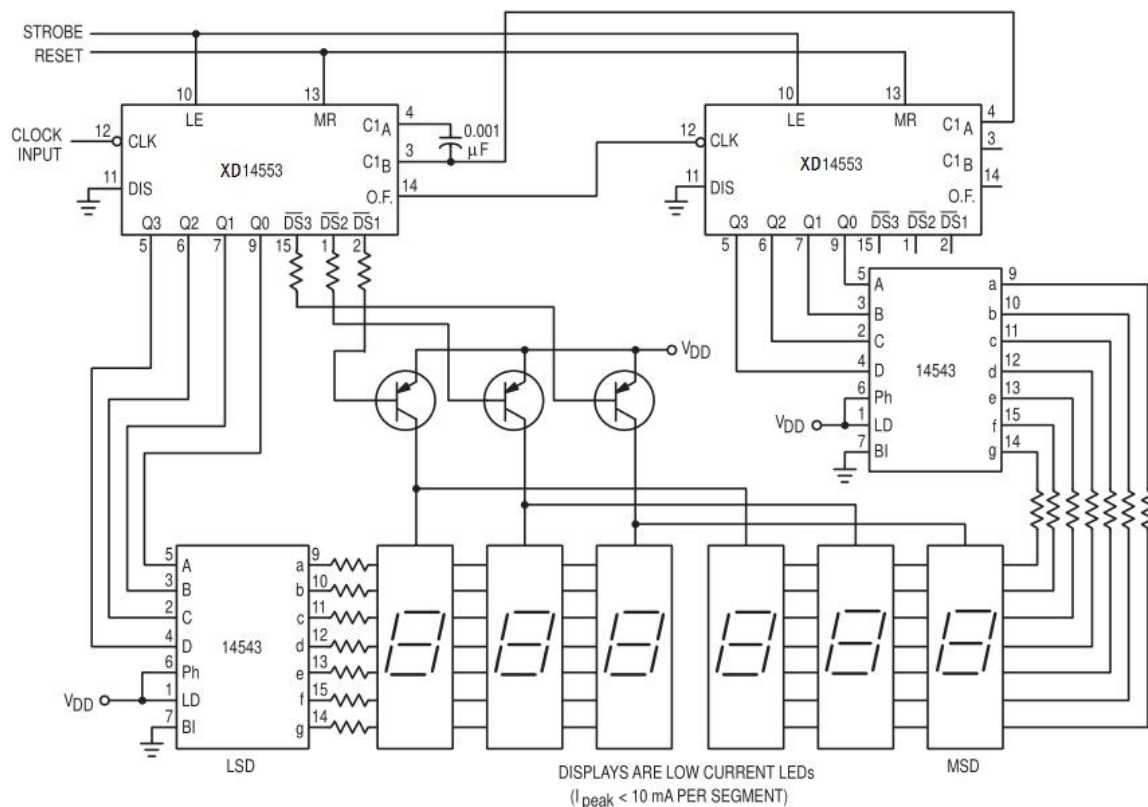 STROBE
RESET
10
13
10
13
LE
MR
C1A
4
0.001
µF
LE
MR
C1A
4
CLOCK
INPUT
12
CLK
XD14553
C1B
3
12
CLK
XD14553
C1B
3
11
DIS
O.F.
14
11
DIS
O.F.
14
Q3
Q2
Q1
Q0
DS3
DS2
DS1
Q3
Q2
Q1
Q0
DS3
DS2
DS1
5
6
7
9
15
1
2
5
6
7
9
15
1
2
5
A
a
9
3
B
b
10
2
C
c
11
4
D
14543
d
12
6
Ph
e
13
VDD
1
LD
f
15
7
BI
g
14
VDD
5
A
a
9
3
B
b
10
2
C
c
11
4
D
14543
d
12
6
Ph
e
13
VDD
1
LD
f
15
7
BI
g
14
LSD
MSD
DISPLAYS ARE LOW CURRENT LEDs
(Ipeak < 10 mA PER SEGMENT)